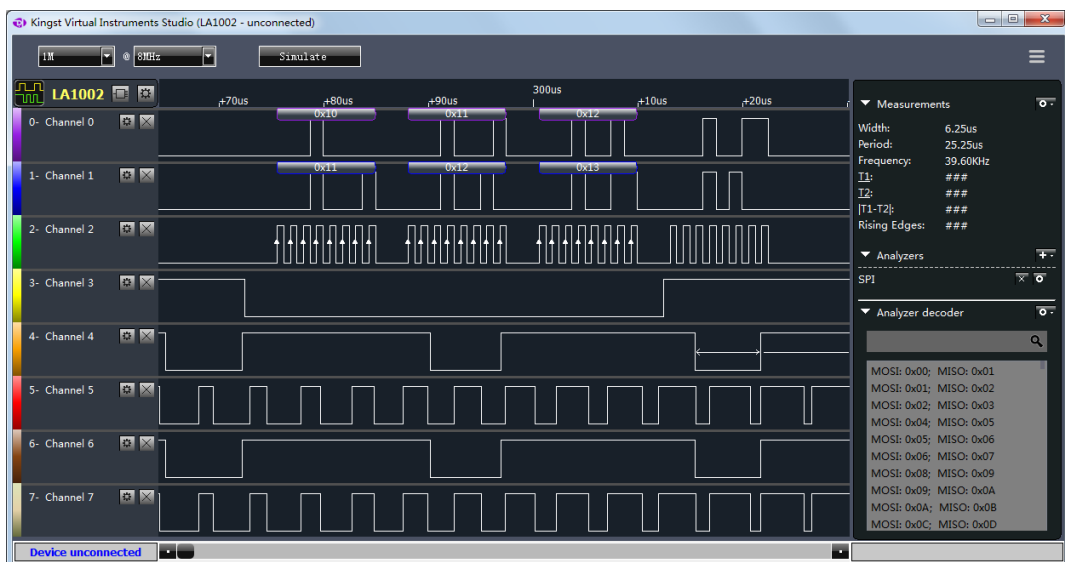 Kingst Virtual Instruments Studio (LA1002 - unconnected)
1M @ 8MHz Simulate
LA1002
300us
+70us +80us +90us +10us +20us
0- Channel 0
0x10 0x11 0x12
1- Channel 1
0x11 0x12 0x13
2- Channel 2
3- Channel 3
4- Channel 4
5- Channel 5
6- Channel 6
7- Channel 7
Device unconnected
Measurements
Width: 6.25us
Period: 25.25us
Frequency: 39.60KHz
T1: ###
T2: ###
|T1-T2|: ###
Rising Edges: ###
Analyzers
SPI
Analyzer decoder
MOSI: 0x00; MISO: 0x01
MOSI: 0x01; MISO: 0x02
MOSI: 0x02; MISO: 0x03
MOSI: 0x04; MISO: 0x05
MOSI: 0x05; MISO: 0x06
MOSI: 0x06; MISO: 0x07
MOSI: 0x08; MISO: 0x09
MOSI: 0x09; MISO: 0x0A
MOSI: 0x0A; MISO: 0x0B
MOSI: 0x0C; MISO: 0x0D